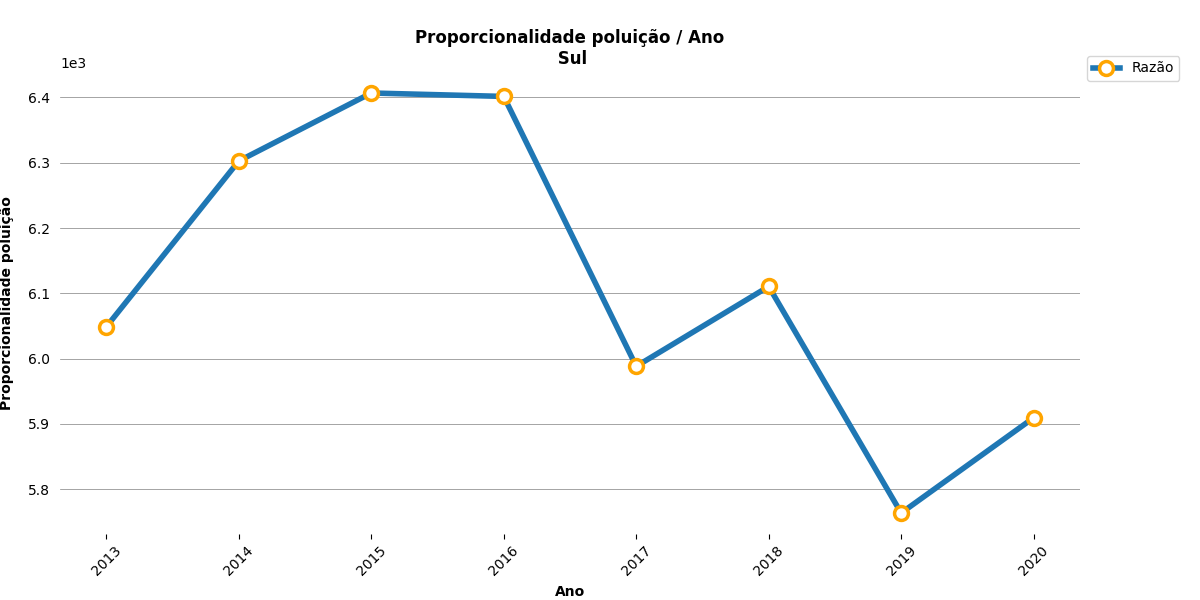 Proporcionalidade poluição / Ano
Sul
1e3
Razão
6.4
6.3
6.2
6.1
6.0
5.9
5.8
Proporcionalidade poluição
2013
2014
2015
2016
2017
2018
2019
2020
Ano